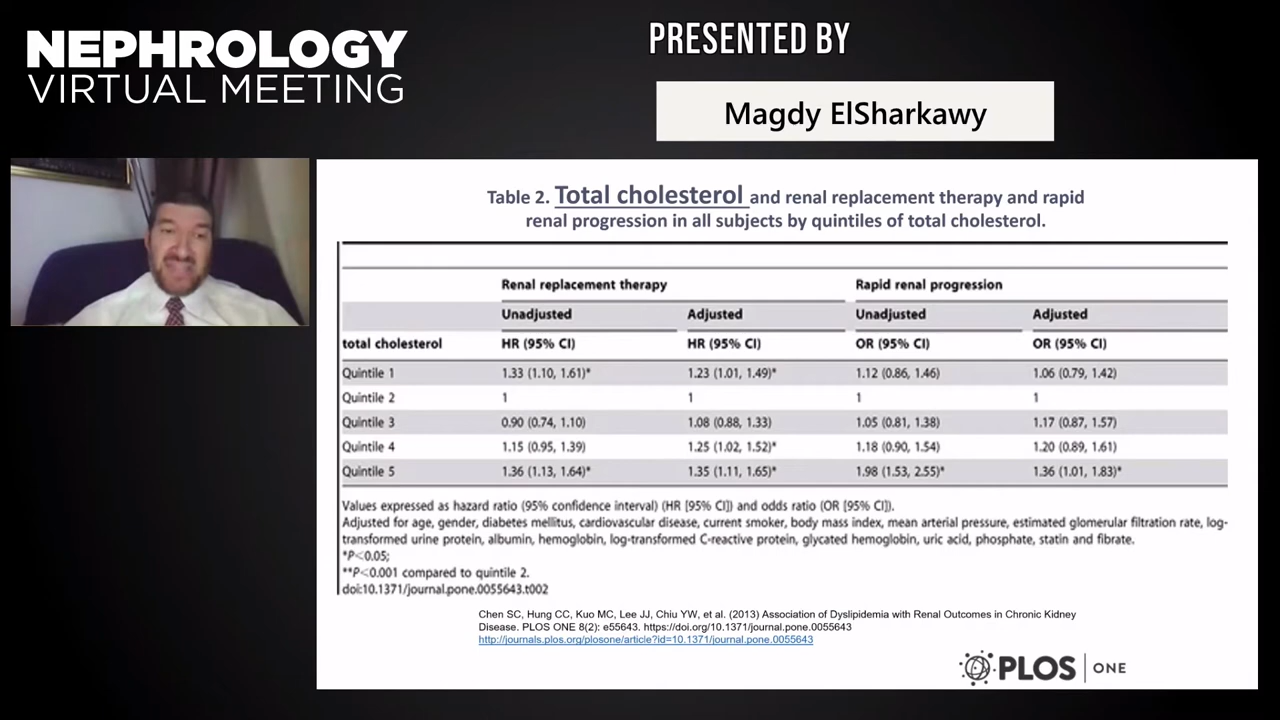 NEPHROLOGY
VIRTUAL MEETING
PRESENTED BY
Magdy ElSharkawy
Table 2. Total cholesterol and renal replacement therapy and rapid
renal progression in all subjects by quintiles of total cholesterol.
Renal replacement therapy Rapid renal progression
Unadjusted Adjusted Unadjusted Adjusted
total cholesterol HR (95% CI) HR (95% CI) OR (95% CI) OR (95% CI)
Quintile 1 1.33 (1.10, 1.61)* 1.23 (1.01, 1.49)* 1.12 (0.86, 1.46) 1.06 (0.79, 1.42)
Quintile 2 1 1 1 1
Quintile 3 0.90 (0.74, 1.10) 1.08 (0.88, 1.33) 1.05 (0.81, 1.38) 1.17 (0.87, 1.57)
Quintile 4 1.15 (0.95, 1.39) 1.25 (1.02, 1.52)* 1.18 (0.90, 1.54) 1.20 (0.89, 1.61)
Quintile 5 1.36 (1.13, 1.64)* 1.35 (1.11, 1.65)* 1.98 (1.53, 2.55)* 1.36 (1.01, 1.83)*
Values expressed as hazard ratio (95% confidence interval) (HR [95% CI]) and odds ratio (OR [95% CI]).
Adjusted for age, gender, diabetes mellitus, cardiovascular disease, current smoker, body mass index, mean arterial pressure, estimated glomerular filtration rate, log-
transformed urine protein, albumin, hemoglobin, log-transformed C-reactive protein, glycated hemoglobin, uric acid, phosphate, statin and fibrate.
*P<0.05;
**P<0.001 compared to quintile 2.
doi:10.1371/journal.pone.0055643.t002
Chen SC, Hung CC, Kuo MC, Lee JJ, Chiu YW, et al. (2013) Association of Dyslipidemia with Renal Outcomes in Chronic Kidney
Disease. PLOS ONE 8(2): e55643. https://doi.org/10.1371/journal.pone.0055643
http://journals.plos.org/plosone/article?id=10.1371/journal.pone.0055643
PLOS ONE